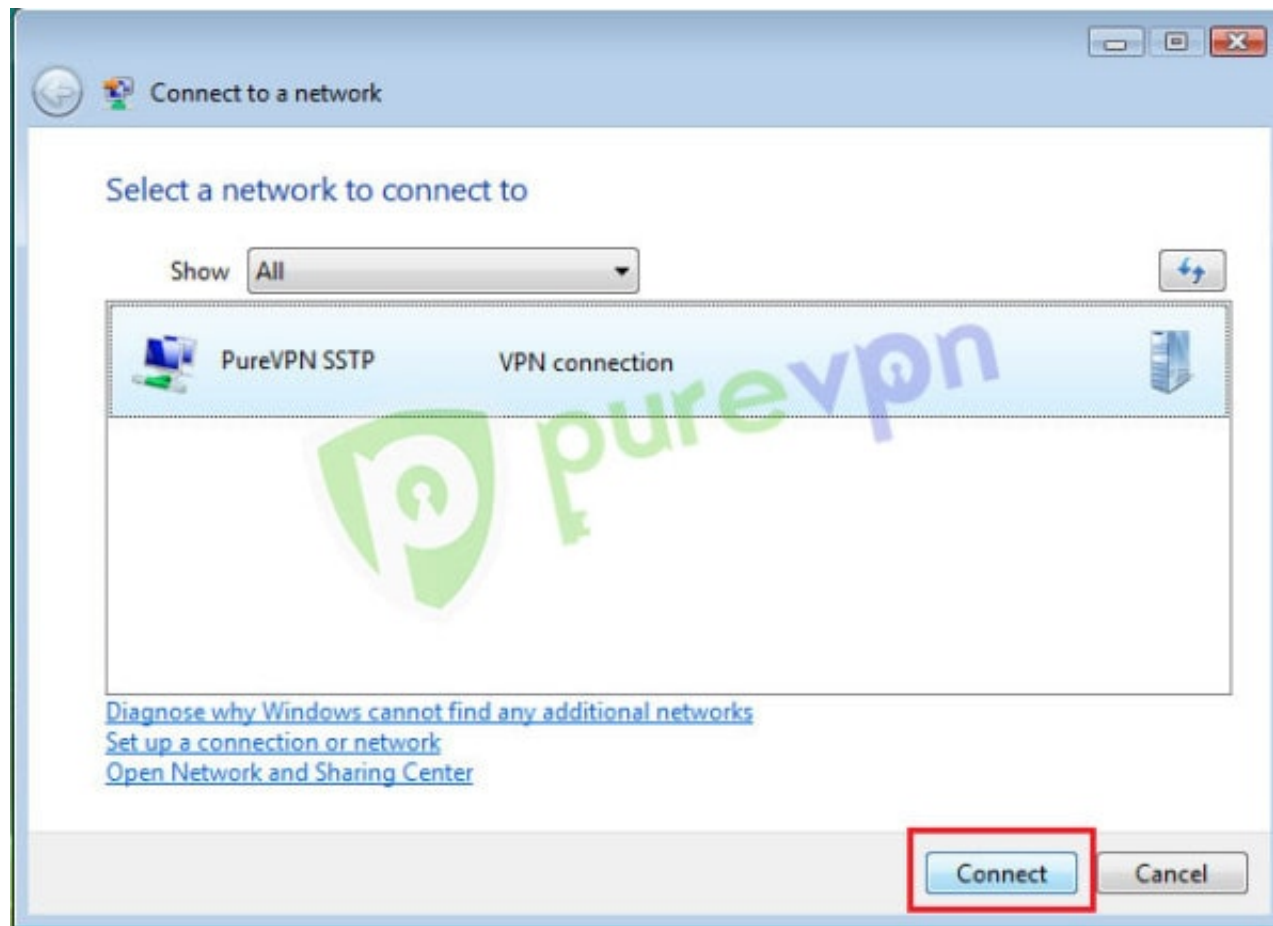 Connect to a network
Select a network to connect to
Show All
PureVPN SSTP VPN connection
purevpn
Diagnose why Windows cannot find any additional networks
Set up a connection or network
Open Network and Sharing Center
Connect Cancel